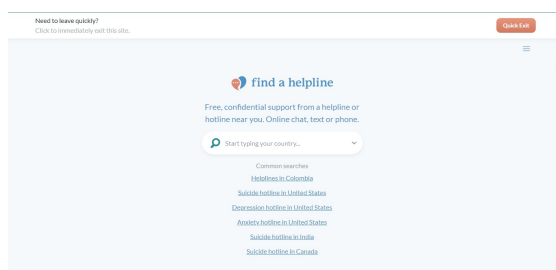 Need to leave quickly?
Click to immediately exit this site.
Quick Exit
find a helpline
Free, confidential support from a helpline or
hotline near you. Online chat, text or phone.
Start typing your country...
Common searches
Helplines in Colombia
Suicide hotline in United States
Depression hotline in United States
Anxiety hotline in United States
Suicide hotline in India
Suicide hotline in Canada